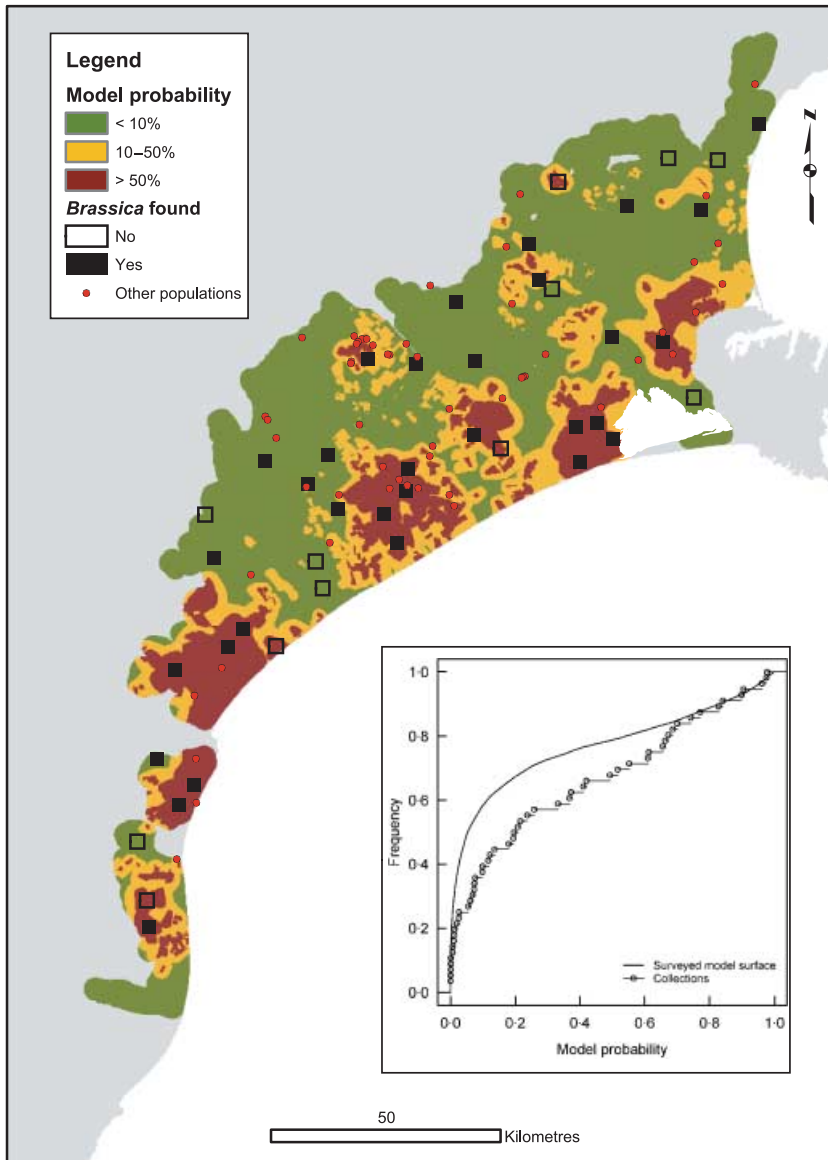 Legend
Model probability
< 10%
10–50%
> 50%
Brassica found
No
Yes
Other populations
N
1·0
0·8
0·6
0·4
0·2
0·0
Frequency
Surveyed model surface
Collections
0·0 0·2 0·4 0·6 0·8 1·0
Model probability
50
Kilometres